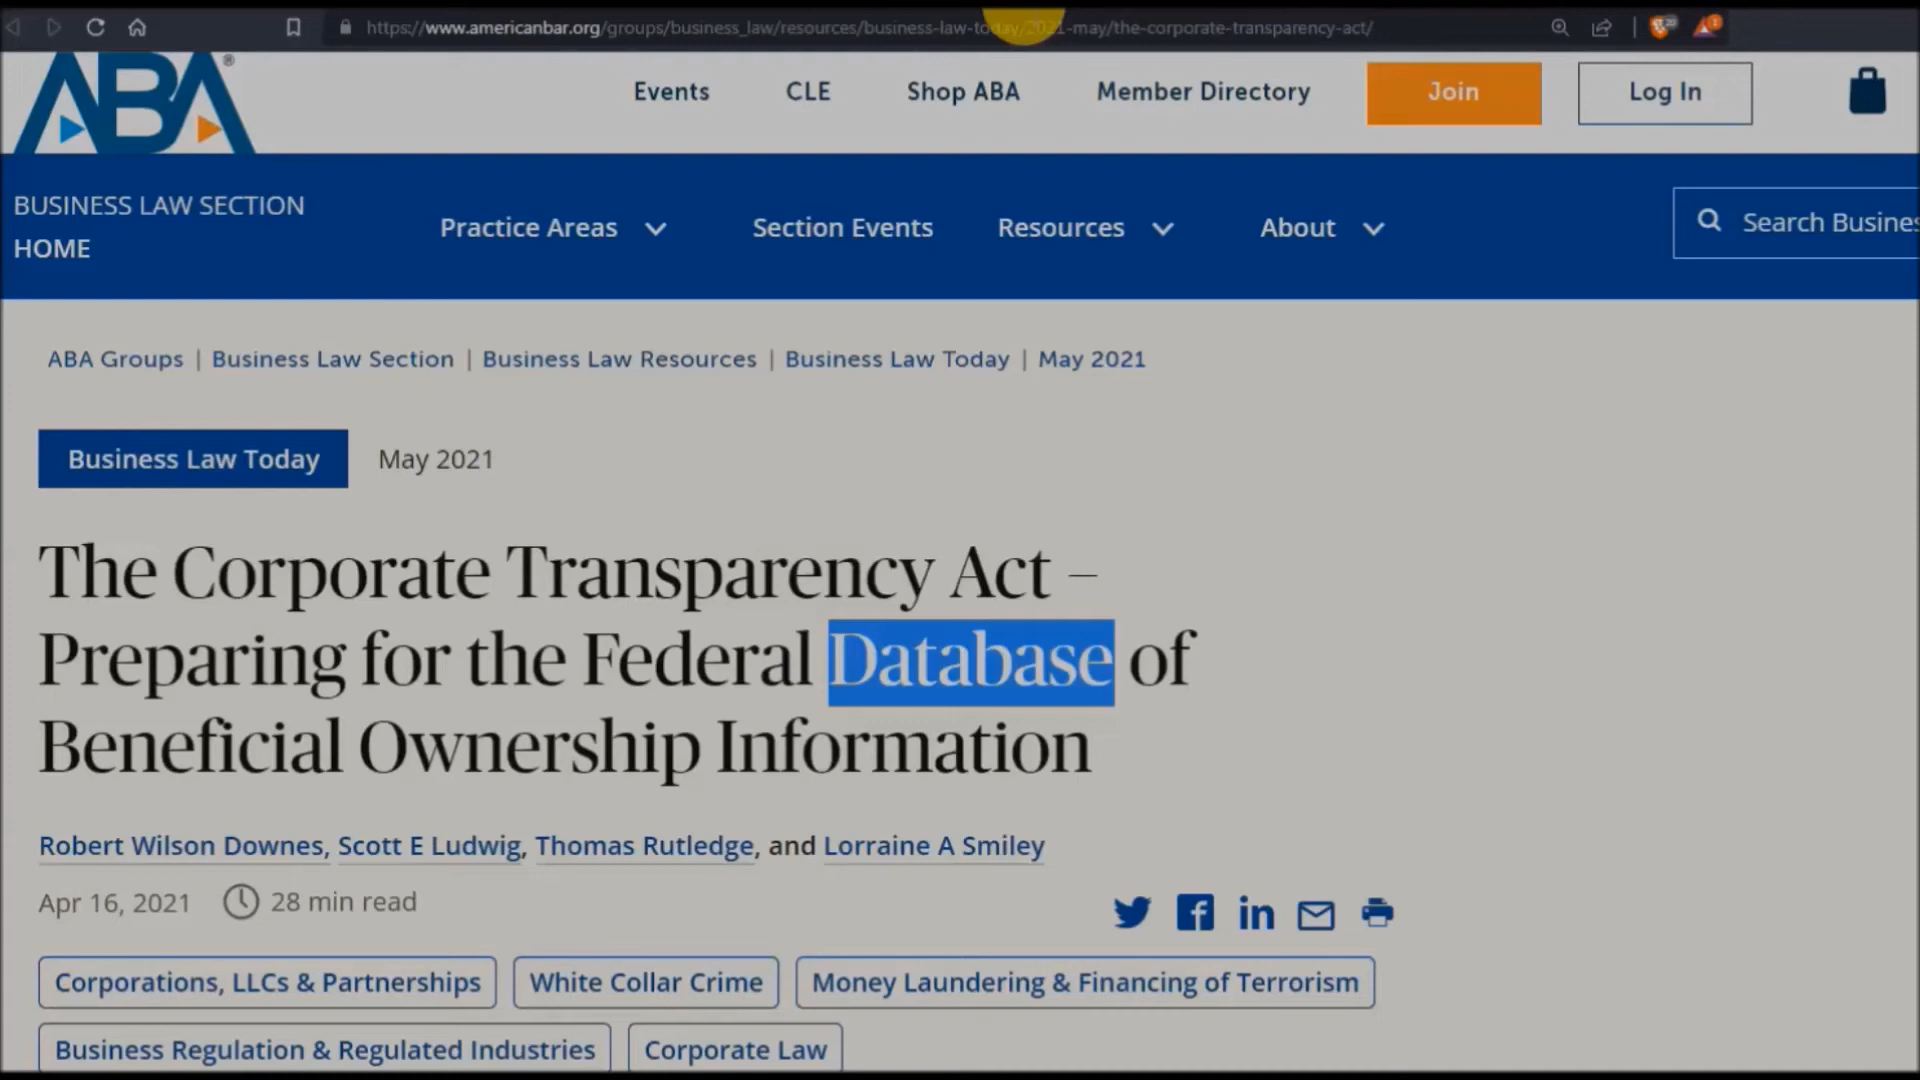 https://www.americanbar.org/groups/business_law/resources/business-law-today/2021-may/the-corporate-transparency-act/
ABA®
Events
CLE
Shop ABA
Member Directory
Join
Log In
BUSINESS LAW SECTION
HOME
Practice Areas
Section Events
Resources
About
Search Busines
ABA Groups | Business Law Section | Business Law Resources | Business Law Today | May 2021
Business Law Today
May 2021
The Corporate Transparency Act –
Preparing for the Federal Database of
Beneficial Ownership Information
Robert Wilson Downes, Scott E Ludwig, Thomas Rutledge, and Lorraine A Smiley
Apr 16, 2021
28 min read
Corporations, LLCs & Partnerships
White Collar Crime
Money Laundering & Financing of Terrorism
Business Regulation & Regulated Industries
Corporate Law